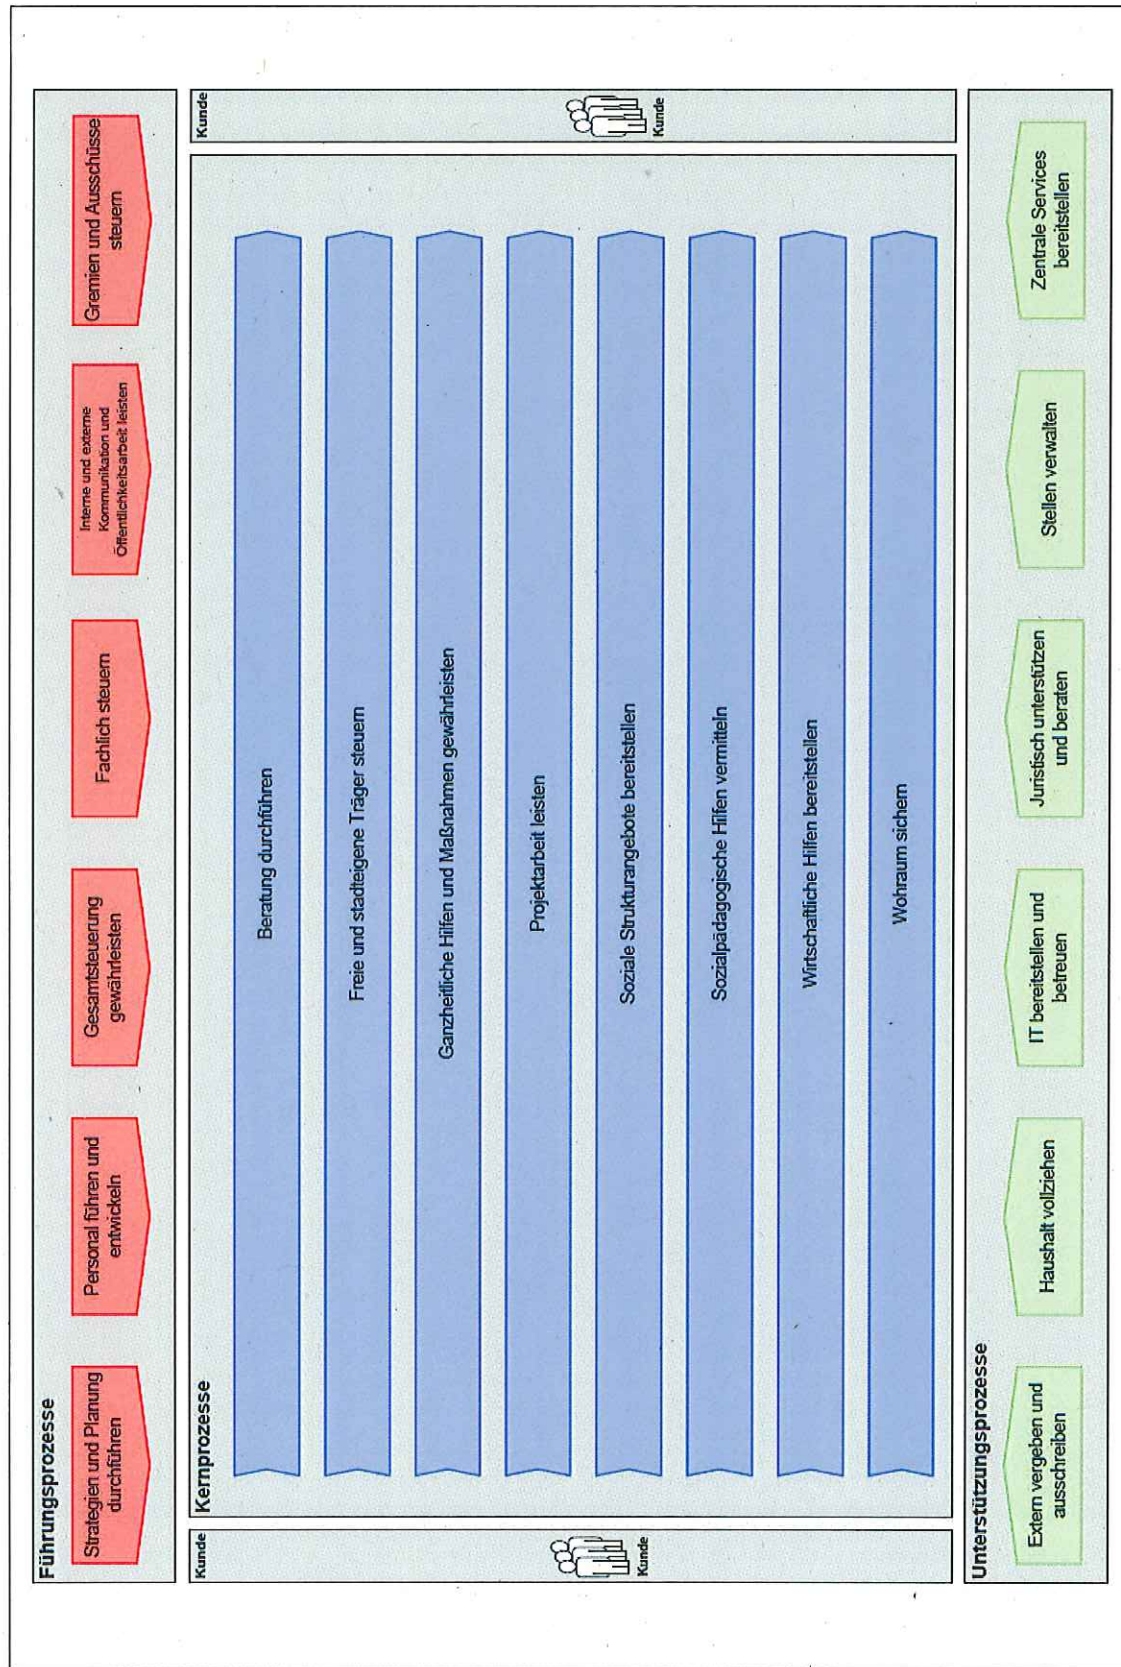 Führungsprozesse
Strategien und Planung
durchführen
Personal führen und
entwickeln
Gesamtsteuerung
gewährleisten
Fachlich steuern
Interne und externe
Kommunikation und
Öffentlichkeitsarbeit leisten
Gremien und Ausschüsse
steuern
Kunde
Kunde
Kernprozesse
Beratung durchführen
Freie und stadteigene Träger steuern
Ganzheitliche Hilfen und Maßnahmen gewährleisten
Projektarbeit leisten
Soziale Strukturangebote bereitstellen
Sozialpädagogische Hilfen vermitteln
Wirtschaftliche Hilfen bereitstellen
Wohnraum sichern
Kunde
Kunde
Unterstützungsprozesse
Extern vergeben und
ausschreiben
Haushalt vollziehen
IT bereitstellen und
betreuen
Juristisch unterstützen
und beraten
Stellen verwalten
Zentrale Services
bereitstellen